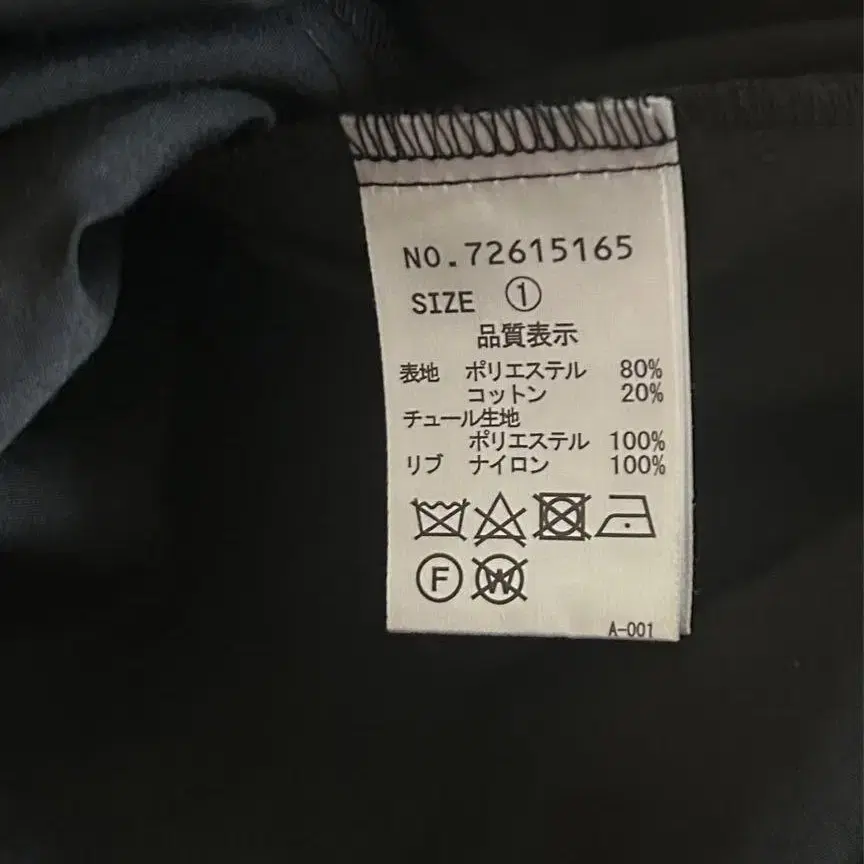 NO.72615165
SIZE ①
品質表示
表地 ポリエステル 80%
コットン 20%
チュール生地
ポリエステル 100%
リブ ナイロン 100%
F W
A-001